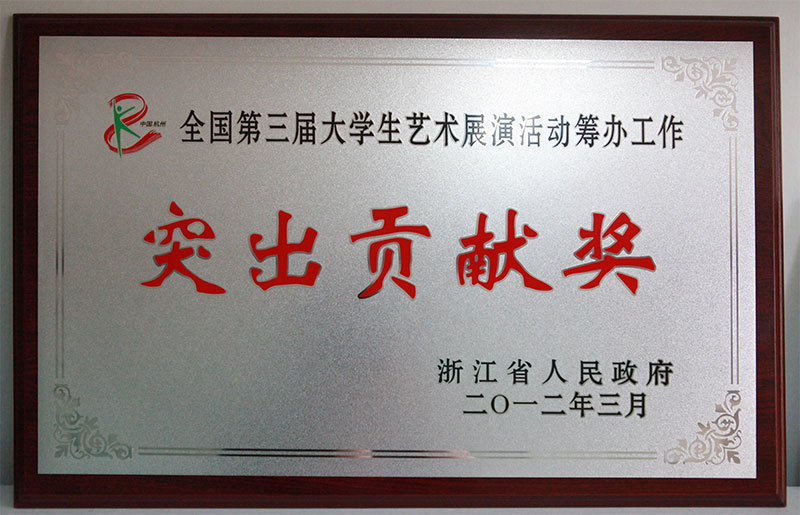 中国杭州
全国第三届大学生艺术展演活动筹办工作
突出贡献奖
浙江省人民政府
二〇一二年三月